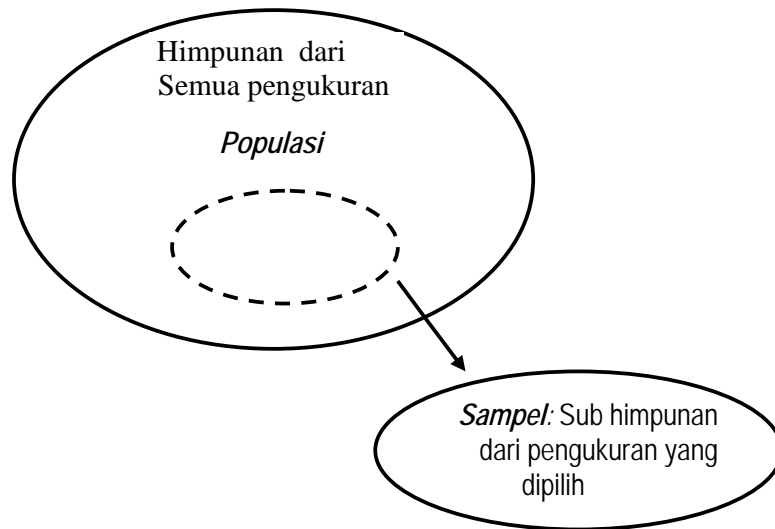 Himpunan dari
Semua pengukuran
Populasi
Sampel: Sub himpunan
dari pengukuran yang
dipilih